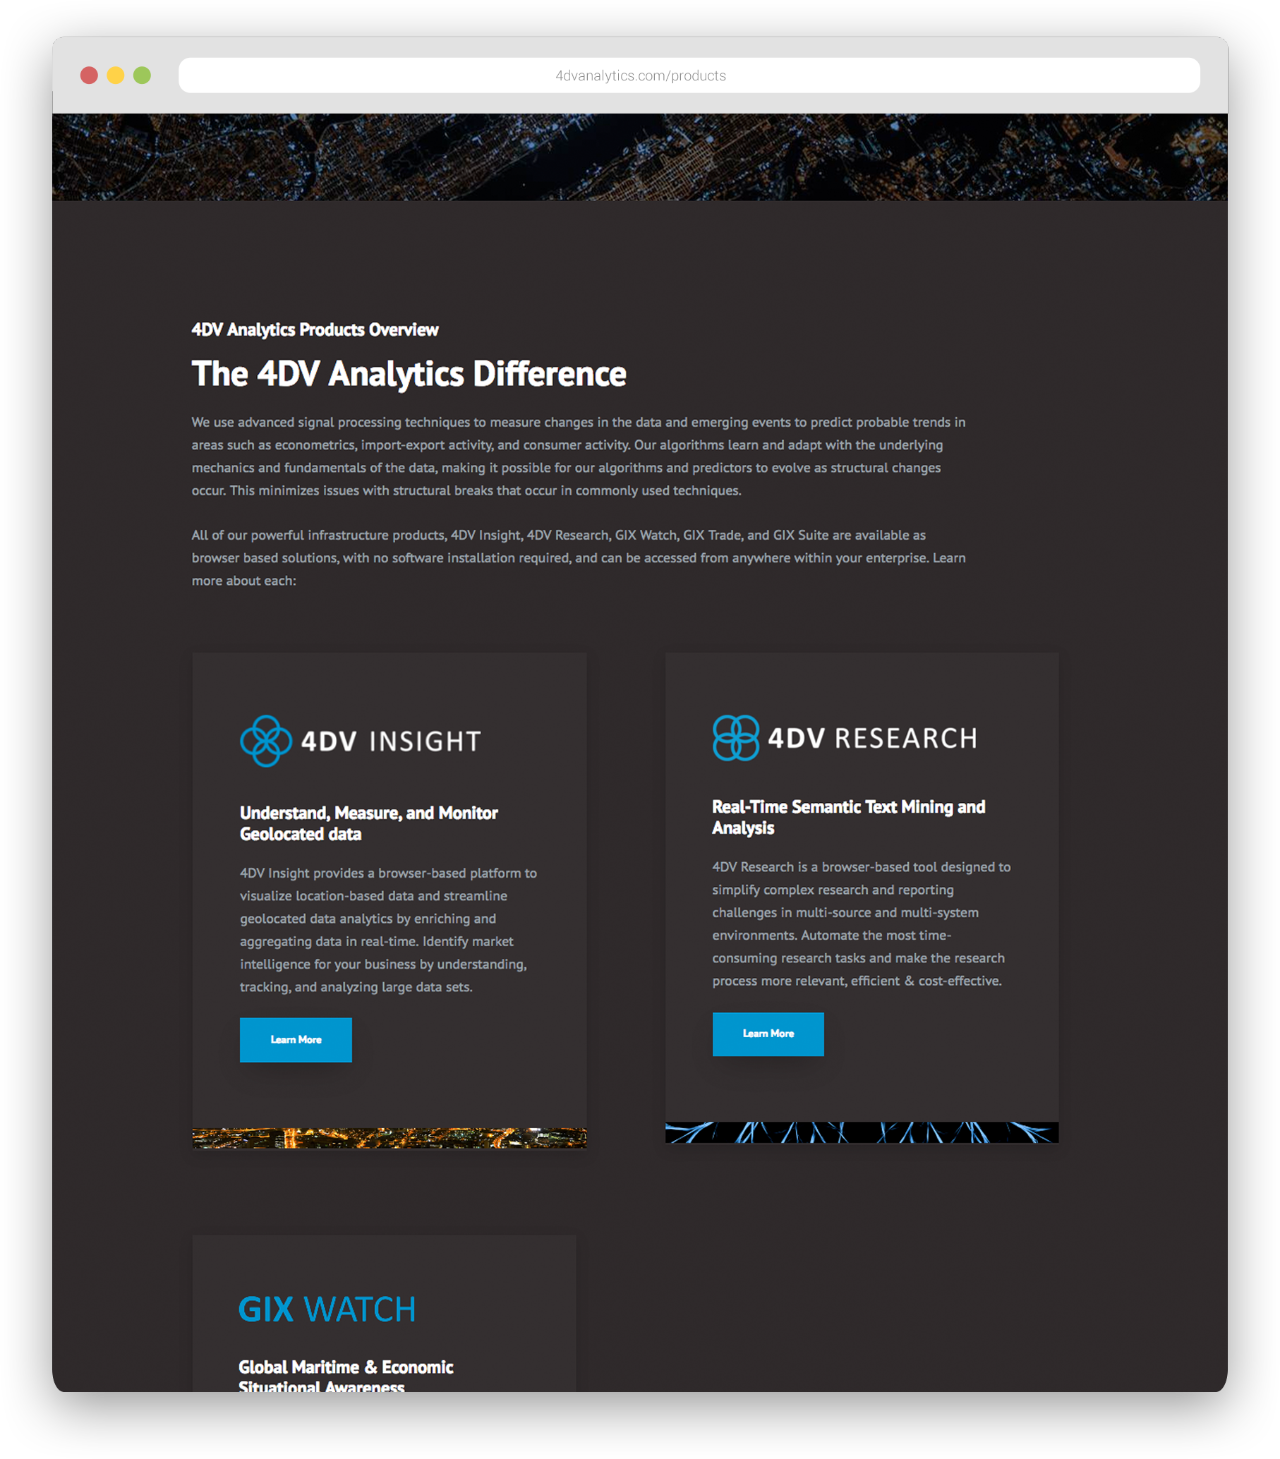 4dvanalytics.com/products
4DV Analytics Products Overview
The 4DV Analytics Difference
We use advanced signal processing techniques to measure changes in the data and emerging events to predict probable trends in
areas such as econometrics, import-export activity, and consumer activity. Our algorithms learn and adapt with the underlying
mechanics and fundamentals of the data, making it possible for our algorithms and predictors to evolve as structural changes
occur. This minimizes issues with structural breaks that occur in commonly used techniques.
All of our powerful infrastructure products, 4DV Insight, 4DV Research, GIX Watch, GIX Trade, and GIX Suite are available as
browser based solutions, with no software installation required, and can be accessed from anywhere within your enterprise. Learn
more about each:
4DV INSIGHT
Understand, Measure, and Monitor
Geolocated data
4DV Insight provides a browser-based platform to
visualize location-based data and streamline
geolocated data analytics by enriching and
aggregating data in real-time. Identify market
intelligence for your business by understanding,
tracking, and analyzing large data sets.
Learn More
4DV RESEARCH
Real-Time Semantic Text Mining and
Analysis
4DV Research is a browser-based tool designed to
simplify complex research and reporting
challenges in multi-source and multi-system
environments. Automate the most time-
consuming research tasks and make the research
process more relevant, efficient & cost-effective.
Learn More
GIX WATCH
Global Maritime & Economic
Situational Awareness